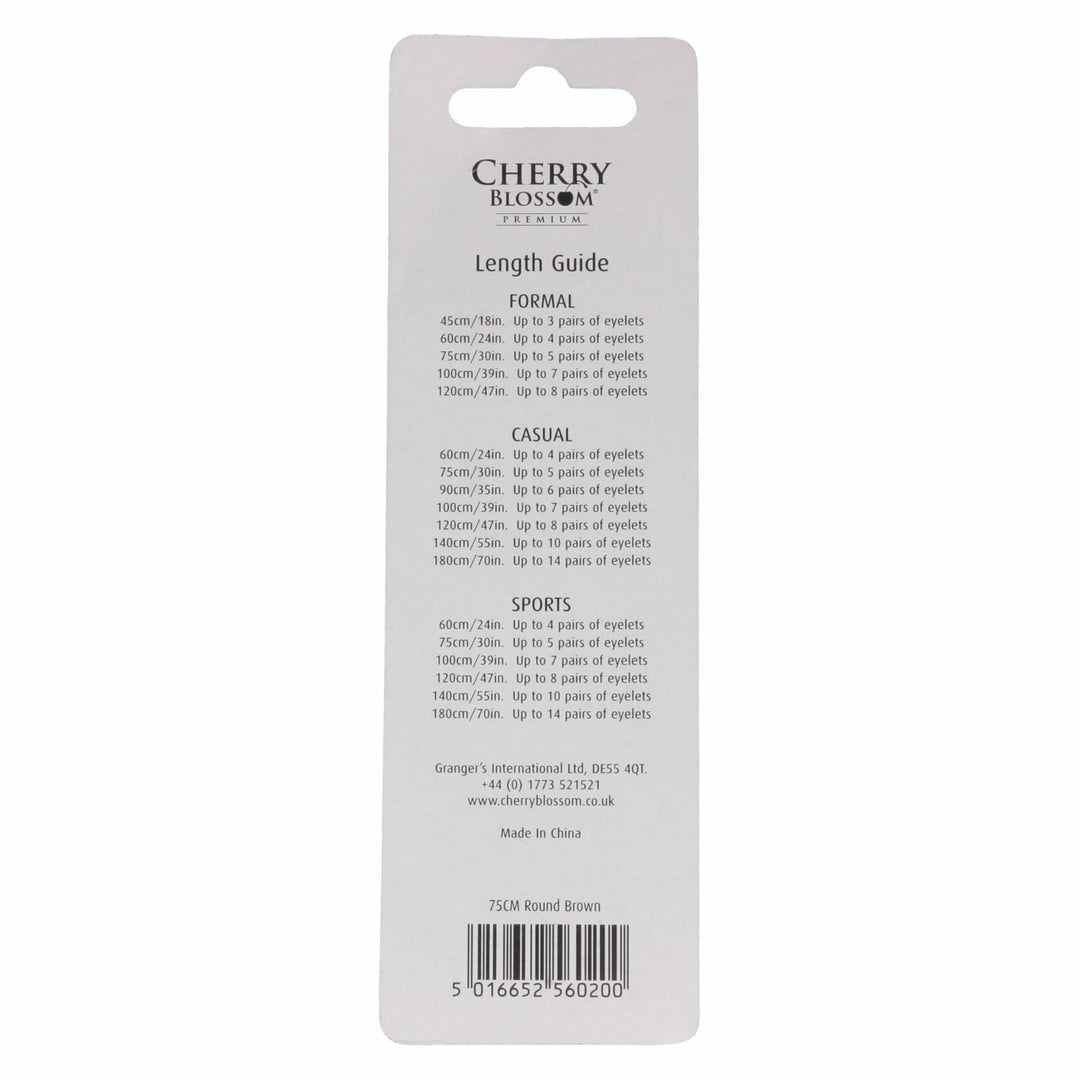 CHERRY
BLOSSOM®
PREMIUM
Length Guide
FORMAL
45cm/18in. Up to 3 pairs of eyelets
60cm/24in. Up to 4 pairs of eyelets
75cm/30in. Up to 5 pairs of eyelets
100cm/39in. Up to 7 pairs of eyelets
120cm/47in. Up to 8 pairs of eyelets
CASUAL
60cm/24in. Up to 4 pairs of eyelets
75cm/30in. Up to 5 pairs of eyelets
90cm/35in. Up to 6 pairs of eyelets
100cm/39in. Up to 7 pairs of eyelets
120cm/47in. Up to 8 pairs of eyelets
140cm/55in. Up to 10 pairs of eyelets
180cm/70in. Up to 14 pairs of eyelets
SPORTS
60cm/24in. Up to 4 pairs of eyelets
75cm/30in. Up to 5 pairs of eyelets
100cm/39in. Up to 7 pairs of eyelets
120cm/47in. Up to 8 pairs of eyelets
140cm/55in. Up to 10 pairs of eyelets
180cm/70in. Up to 14 pairs of eyelets
Granger's International Ltd, DE55 4QT.
+44 (0) 1773 521521
www.cherryblossom.co.uk
Made In China
75CM Round Brown
5 016652 560200